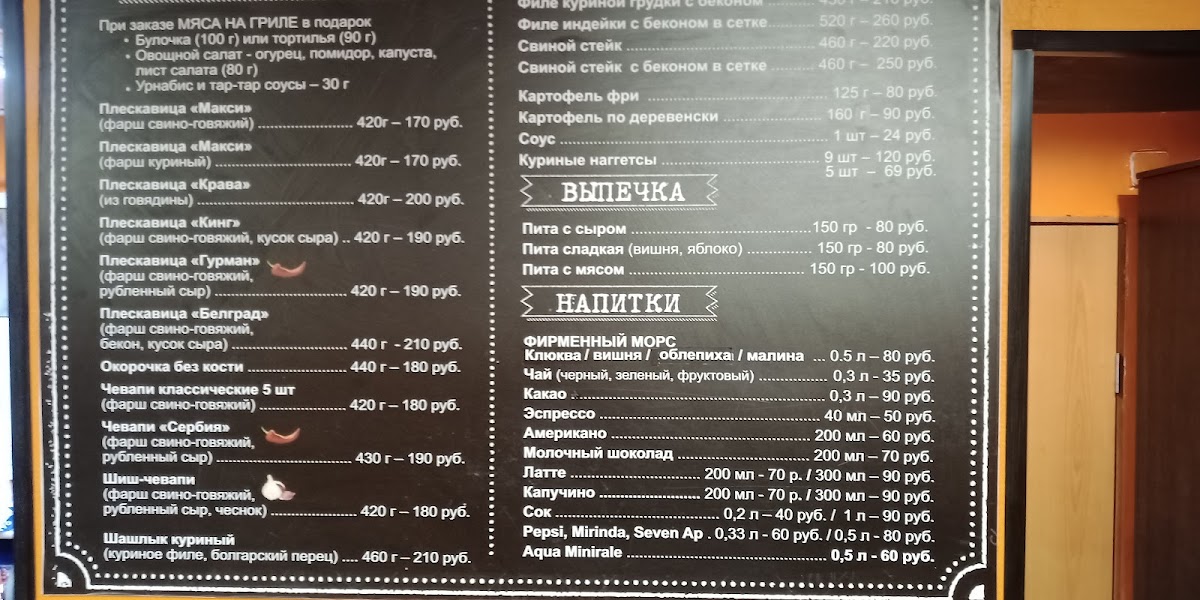 При заказе МЯСА НА ГРИЛЕ в подарок
• Булочка (100 г) или тортилья (90 г)
• Овощной салат - огурец, помидор, капуста,
лист салата (80 г)
• Урнабис и тар-тар соусы – 30 г
Плескавица «Макси»
(фарш свино-говяжий) ..................... 420г – 170 руб.
Плескавица «Макси»
(фарш куриный) ............................. 420г – 170 руб.
Плескавица «Крава»
(из говядины) ................................. 420г – 200 руб.
Плескавица «Кинг»
(фарш свино-говяжий, кусок сыра) .. 420 г – 190 руб.
Плескавица «Гурман»
(фарш свино-говяжий,
рубленный сыр) ............................ 420 г – 190 руб.
Плескавица «Белград»
(фарш свино-говяжий,
бекон, кусок сыра) ......................... 440 г - 210 руб.
Окорочка без кости ...................... 440 г – 180 руб.
Чевапи классические 5 шт
(фарш свино-говяжий) ................... 420 г – 180 руб.
Чевапи «Сербия»
(фарш свино-говяжий,
рубленный сыр) ............................. 430 г – 190 руб.
Шиш-чевапи
(фарш свино-говяжий,
рубленный сыр, чеснок) .................. 420 г – 180 руб.
Шашлык куриный
(куриное филе, болгарский перец) .... 460 г – 210 руб.
Филе куриной грудки с беконом ......... 450 г – 210 руб.
Филе индейки с беконом в сетке ....... 520 г – 260 руб.
Свиной стейк ................................. 460 г – 220 руб.
Свиной стейк с беконом в сетке ....... 460 г – 250 руб.
Картофель фри .............................. 125 г – 80 руб.
Картофель по деревенски ............... 160 г – 90 руб.
Соус ............................................. 1 шт – 24 руб.
Куриные наггетсы .......................... 9 шт – 120 руб.
5 шт – 69 руб.
ВЫПЕЧКА
Пита с сыром ................................150 гр - 80 руб.
Пита сладкая (вишня, яблоко) ........... 150 гр - 80 руб.
Пита с мясом ................................ 150 гр - 100 руб.
НАПИТКИ
ФИРМЕННЫЙ МОРС
Клюква / вишня / облепиха / малина ... 0.5 л – 80 руб.
Чай (черный, зеленый, фруктовый) .............. 0,3 л - 35 руб.
Какао .......................................... 0,3 л – 90 руб.
Эспрессо ...................................... 40 мл – 50 руб.
Американо .................................... 200 мл – 60 руб.
Молочный шоколад ........................ 200 мл – 70 руб.
Латте ........................ 200 мл - 70 р. / 300 мл – 90 руб.
Капучино .................... 200 мл - 70 р. / 300 мл – 90 руб.
Сок .............................. 0,2 л – 40 руб. / 1 л – 90 руб.
Pepsi, Mirinda, Seven Ap . 0,33 л - 60 руб. / 0,5 л - 80 руб.
Aqua Minirale ................................... 0,5 л - 60 руб.